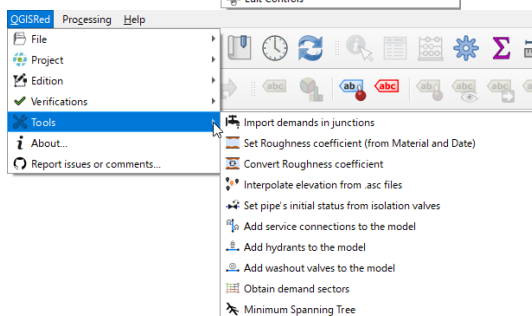 Edit Controls
QGISRed Processing Help
File
Project
Edition
Verifications
Tools
About...
Report issues or comments...
abc
ab
abc
ab
abc
abc
Import demands in junctions
Set Roughness coefficient (from Material and Date)
Convert Roughness coefficient
Interpolate elevation from .asc files
Set pipe's initial status from isolation valves
Add service connections to the model
Add hydrants to the model
Add washout valves to the model
Obtain demand sectors
Minimum Spanning Tree